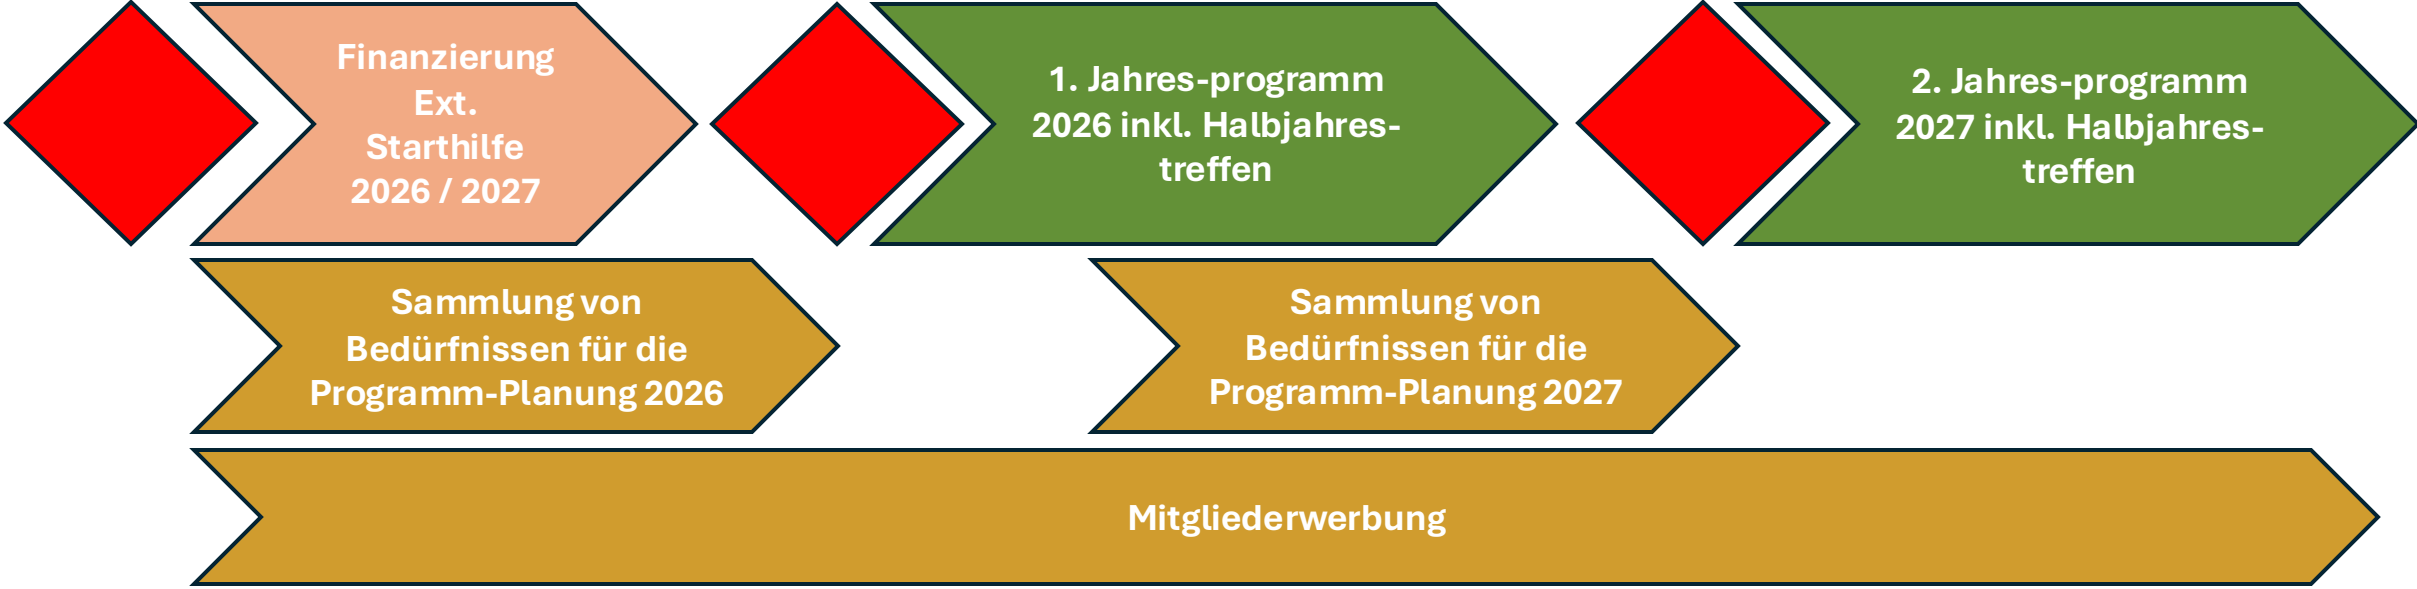 Finanzierung
Ext.
Starthilfe
2026 / 2027
1. Jahres-programm
2026 inkl. Halbjahres-
treffen
2. Jahres-programm
2027 inkl. Halbjahres-
treffen
Sammlung von
Bedürfnissen für die
Programm-Planung 2026
Sammlung von
Bedürfnissen für die
Programm-Planung 2027
Mitgliederwerbung